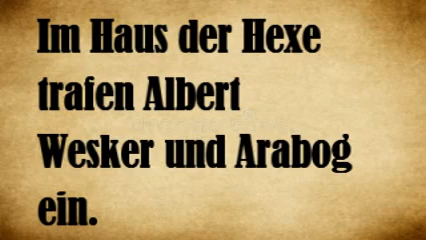 Im Haus der Hexe
trafen Albert
Wesker und Arabog
ein.